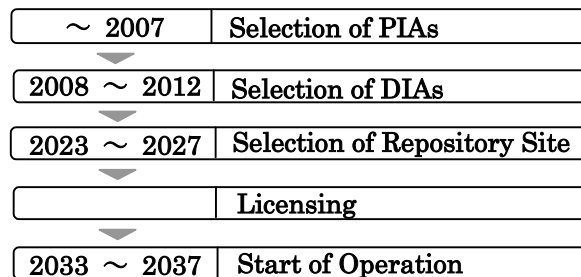 ～ 2007 Selection of PIAs
2008 ～ 2012 Selection of DIAs
2023 ～ 2027 Selection of Repository Site
Licensing
2033 ～ 2037 Start of Operation